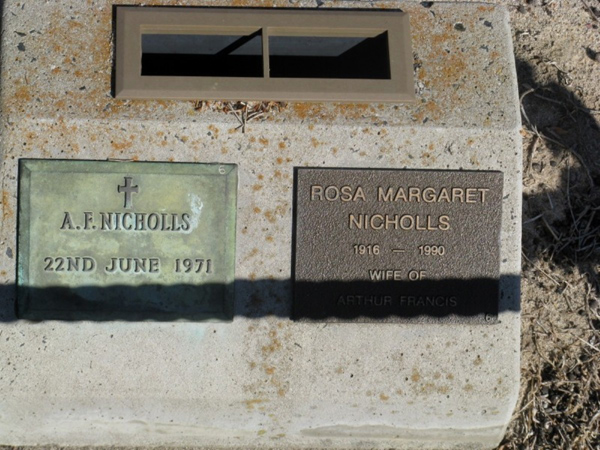 A.F. NICHOLLS
22ND JUNE 1971
ROSA MARGARET
NICHOLLS
1916 — 1990
WIFE OF
ARTHUR FRANCIS